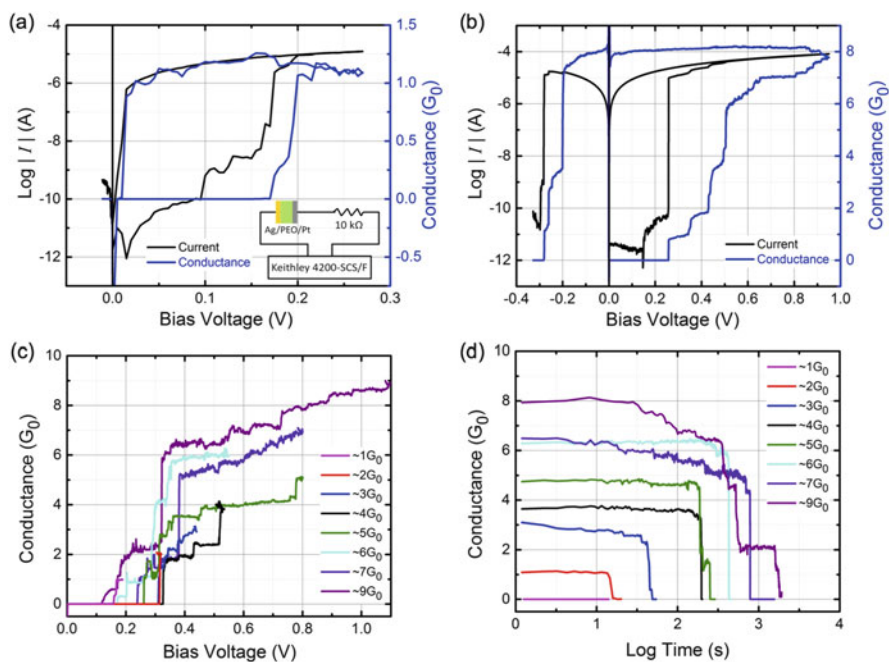 (a)
Log | I | (A)
-4
-6
-8
-10
-12
1.5
1.0
0.5
0.0
-0.5
Conductance (G0)
Ag/PEO/Pt
10 kΩ
Keithley 4200-SCS/F
Current
Conductance
0.0 0.1 0.2 0.3
Bias Voltage (V)
(b)
Log | I | (A)
-2
-4
-6
-8
-10
-12
8
6
4
2
0
Conductance (G0)
Current
Conductance
-0.4 -0.2 0.0 0.2 0.4 0.6 0.8 1.0
Bias Voltage (V)
(c)
Conductance (G0)
10
8
6
4
2
0
~1G0
~2G0
~3G0
~4G0
~5G0
~6G0
~7G0
~9G0
0.0 0.2 0.4 0.6 0.8 1.0
Bias Voltage (V)
(d)
Conductance (G0)
10
8
6
4
2
0
~1G0
~2G0
~3G0
~4G0
~5G0
~6G0
~7G0
~9G0
0 1 2 3 4
Log Time (s)